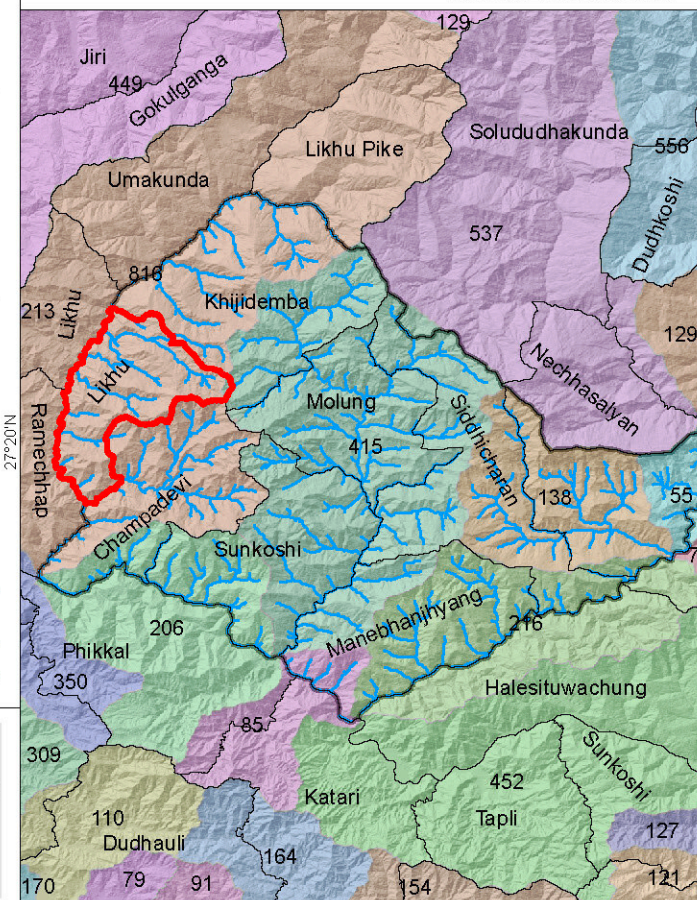 129
Jiri
449
Gokulganga
Solududhakunda
Likhu Pike
556
Umakunda
Dudhkoshi
537
816
Khijidemba
213
Likhu
129
Likhu
Nechhasalyan
Molung
Siddhicharan
Ramechhap
27°20'N
415
138
55
Champadevi
Sunkoshi
7
Manebhanjhyang
216
206
Phikkal
350
Halesituwachung
85
309
Sunkoshi
452
Katari
110
Tapli
127
Dudhauli
164
79
91
170
154
121